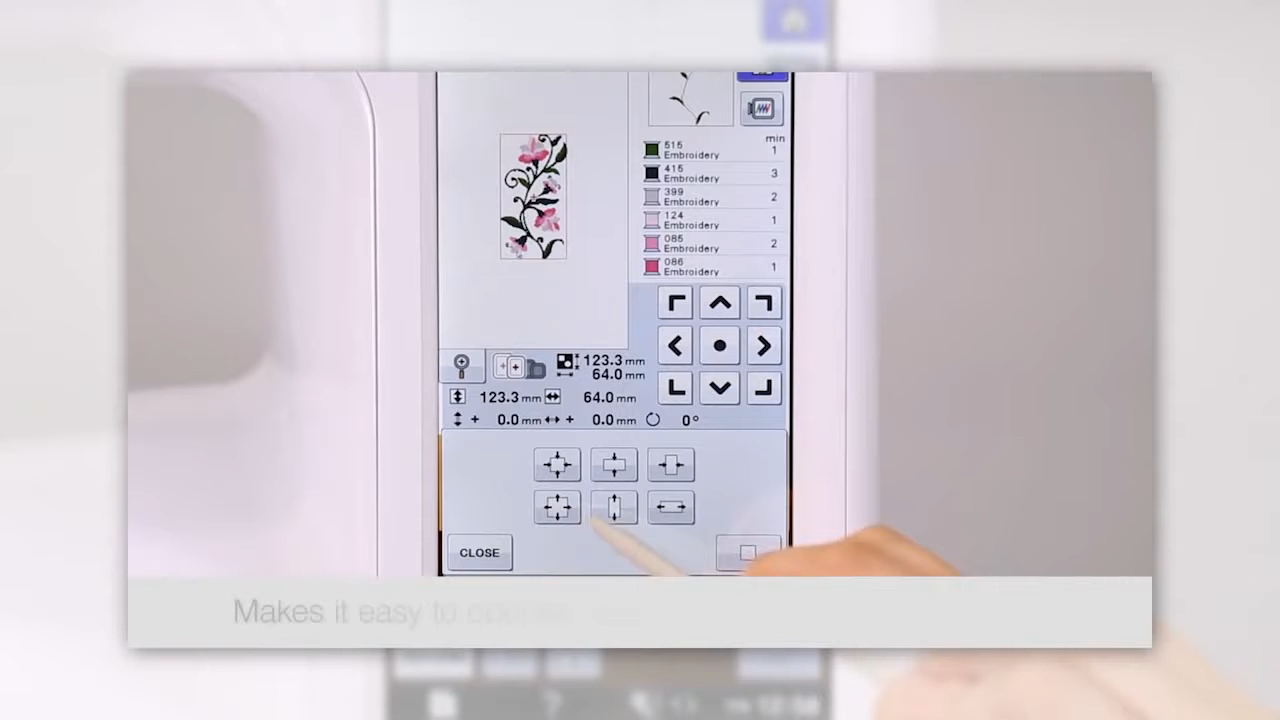 min
515
Embroidery 1
415
Embroidery 3
399
Embroidery 2
124
Embroidery 1
085
Embroidery 2
086
Embroidery 1
123.3 mm
64.0 mm
123.3 mm 64.0 mm
+ 0.0 mm + 0.0 mm 0°
CLOSE
Makes it easy to